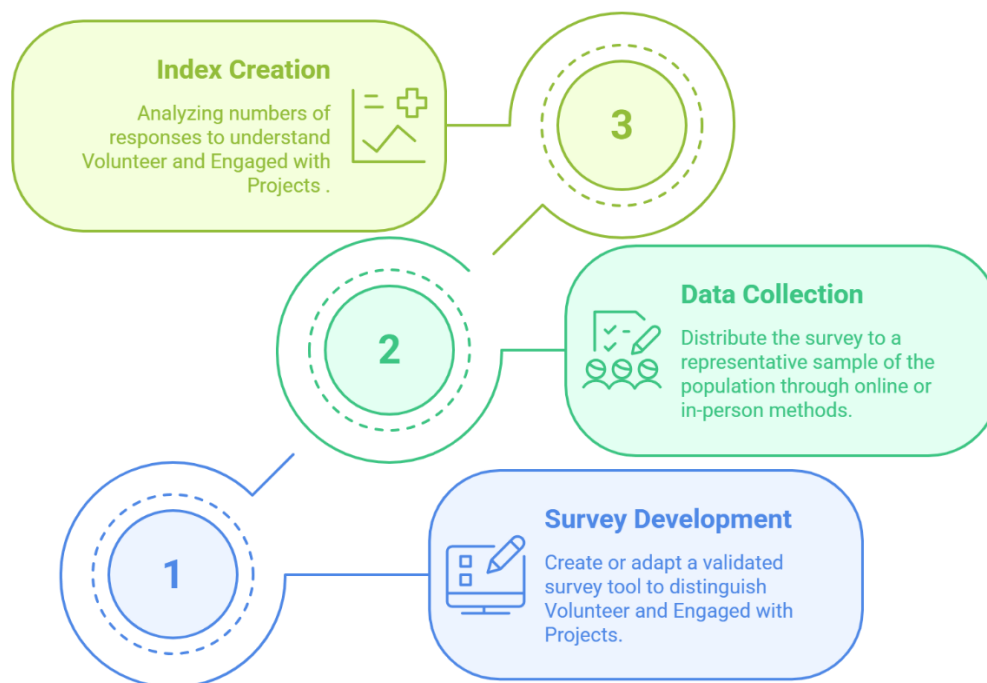 Index Creation
Analyzing numbers of
responses to understand
Volunteer and Engaged with
Projects .
3
2
Data Collection
Distribute the survey to a
representative sample of the
population through online or
in-person methods.
1
Survey Development
Create or adapt a validated
survey tool to distinguish
Volunteer and Engaged with
Projects.